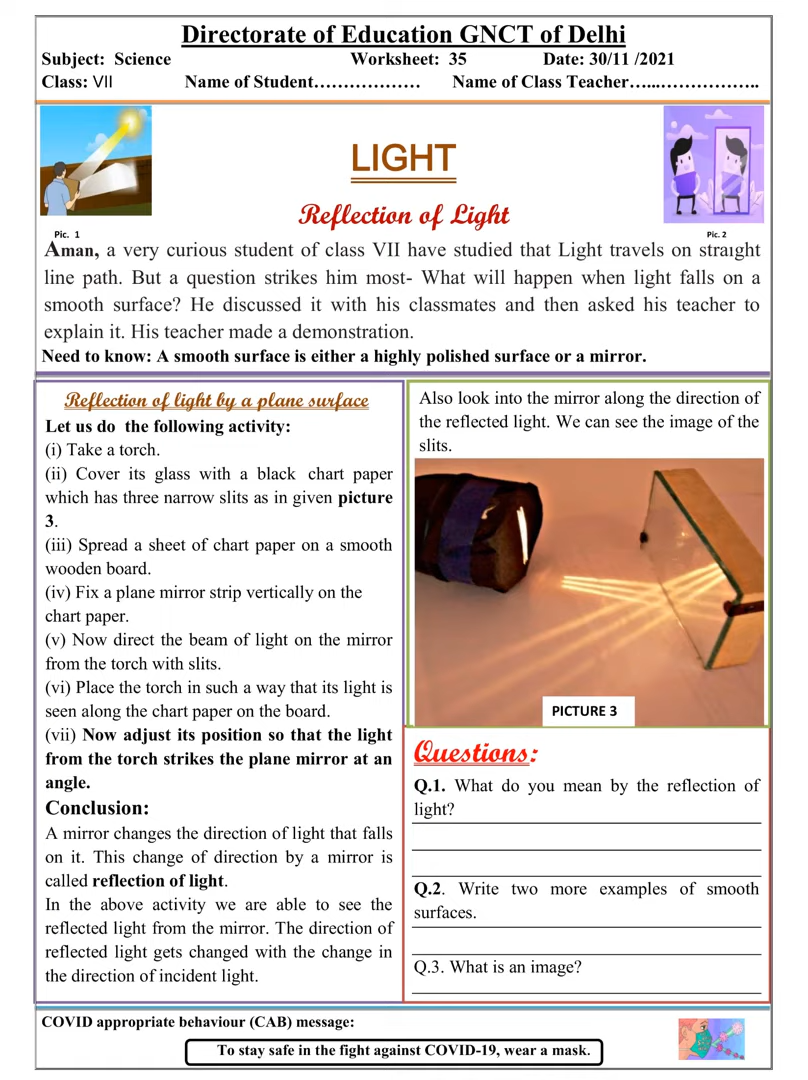 Directorate of Education GNCT of Delhi
Subject: Science Worksheet: 35 Date: 30/11 /2021
Class: VII Name of Student……………… Name of Class Teacher…...……………..
LIGHT
Reflection of Light
Pic. 1
Pic. 2
Aman, a very curious student of class VII have studied that Light travels on straight
line path. But a question strikes him most- What will happen when light falls on a
smooth surface? He discussed it with his classmates and then asked his teacher to
explain it. His teacher made a demonstration.
Need to know: A smooth surface is either a highly polished surface or a mirror.
Reflection of light by a plane surface
Let us do the following activity:
(i) Take a torch.
(ii) Cover its glass with a black chart paper
which has three narrow slits as in given picture
3.
(iii) Spread a sheet of chart paper on a smooth
wooden board.
(iv) Fix a plane mirror strip vertically on the
chart paper.
(v) Now direct the beam of light on the mirror
from the torch with slits.
(vi) Place the torch in such a way that its light is
seen along the chart paper on the board.
(vii) Now adjust its position so that the light
from the torch strikes the plane mirror at an
angle.
Conclusion:
A mirror changes the direction of light that falls
on it. This change of direction by a mirror is
called reflection of light.
In the above activity we are able to see the
reflected light from the mirror. The direction of
reflected light gets changed with the change in
the direction of incident light.
Also look into the mirror along the direction of
the reflected light. We can see the image of the
slits.
PICTURE 3
Questions:
Q.1. What do you mean by the reflection of
light?
Q.2. Write two more examples of smooth
surfaces.
Q.3. What is an image?
COVID appropriate behaviour (CAB) message:
To stay safe in the fight against COVID-19, wear a mask.